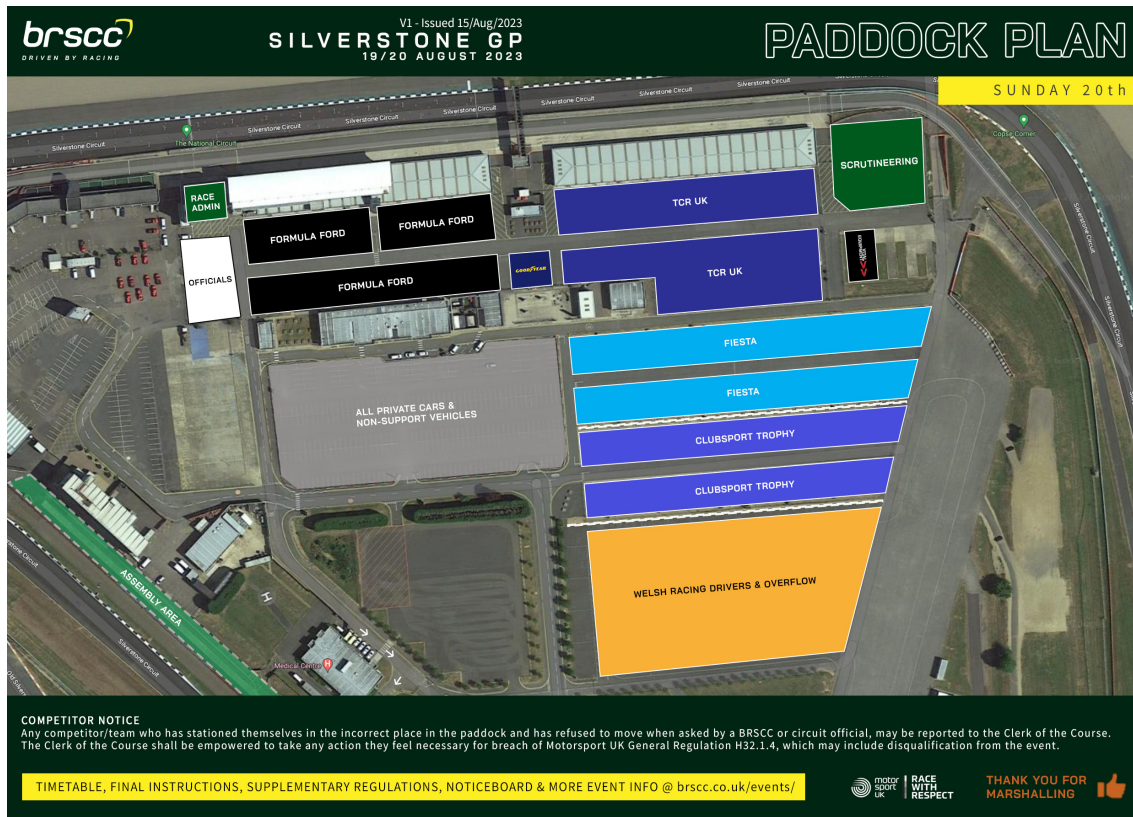 brscc
DRIVEN BY RACING
V1 - Issued 15/Aug/2023
SILVERSTONE GP
19/20 AUGUST 2023
PADDOCK PLAN
SUNDAY 20th
Silverstone Circuit
Silverstone Circuit
Silverstone Circuit
Silverstone Circuit
Silverstone Circuit
Silverstone Circuit
The National Circuit
Silverstone Circuit
Copse Corner
SCRUTINEERING
RACE
ADMIN
TCR UK
FORMULA FORD
FORMULA FORD
Silverstone Circuit
OFFICIALS
FORMULA FORD
GOODYEAR
TCR UK
Silverstone Circuit
FIESTA
FIESTA
ALL PRIVATE CARS &
NON-SUPPORT VEHICLES
CLUBSPORT TROPHY
CLUBSPORT TROPHY
WELSH RACING DRIVERS & OVERFLOW
ASSEMBLY AREA
H
Silverstone Circuit
Medical Centre
H
COMPETITOR NOTICE
Any competitor/team who has stationed themselves in the incorrect place in the paddock and has refused to move when asked by a BRSCC or circuit official, may be reported to the Clerk of the Course.
The Clerk of the Course shall be empowered to take any action they feel necessary for breach of Motorsport UK General Regulation H32.1.4, which may include disqualification from the event.
TIMETABLE, FINAL INSTRUCTIONS, SUPPLEMENTARY REGULATIONS, NOTICEBOARD & MORE EVENT INFO @ brscc.co.uk/events/
motor
sport
uk
RACE
WITH
RESPECT
THANK YOU FOR
MARSHALLING